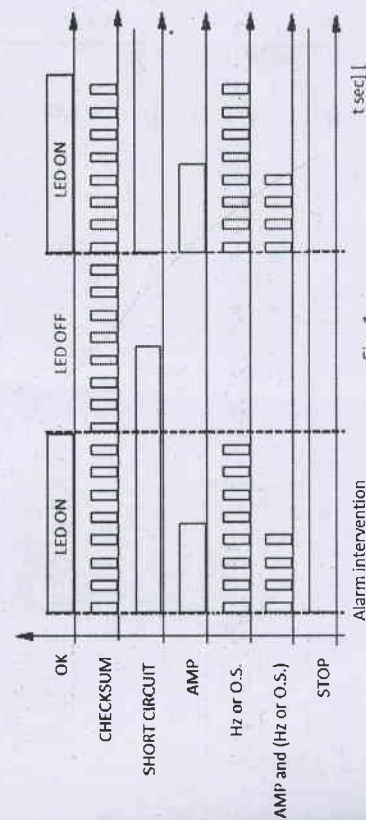 OK
LED ON
LED OFF
LED ON
CHECKSUM
SHORT CIRCUIT
AMP
Hz or O.S.
AMP and (Hz or O.S.)
STOP
Alarm intervention
t sec] [